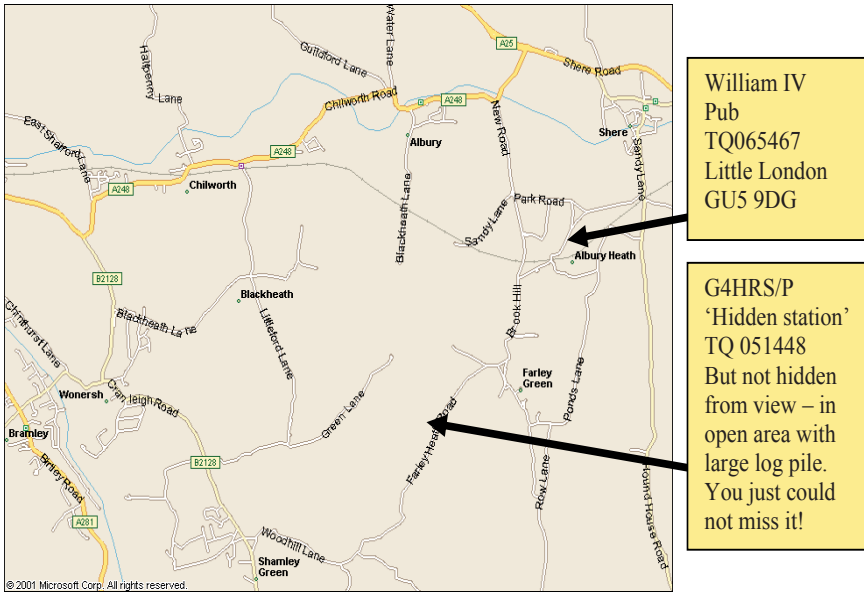 Halfpenny Lane
Guildford Lane
Water Lane
A25
Shere Road
Chilworth Road
A248
New Road
Shere
East Shalford Lane
A248
Albury
Sandy Lane
A248
Chilworth
Blackheath Lane
Park Road
Sandy Lane
Albury Heath
B2128
Blackheath
Brook Hill
Chinthurst Lane
Blackheath Lane
Littleford Lane
Farley
Green
Ponds Lane
Wonersh
Cranleigh Road
Green Lane
Farley Heath Road
Bramley
B2128
Birtley Road
Row Lane
Hound House Road
A281
Woodhill Lane
Shamley
Green
© 2001 Microsoft Corp. All rights reserved.
William IV
Pub
TQ065467
Little London
GU5 9DG
G4HRS/P
‘Hidden station’
TQ 051448
But not hidden
from view – in
open area with
large log pile.
You just could
not miss it!